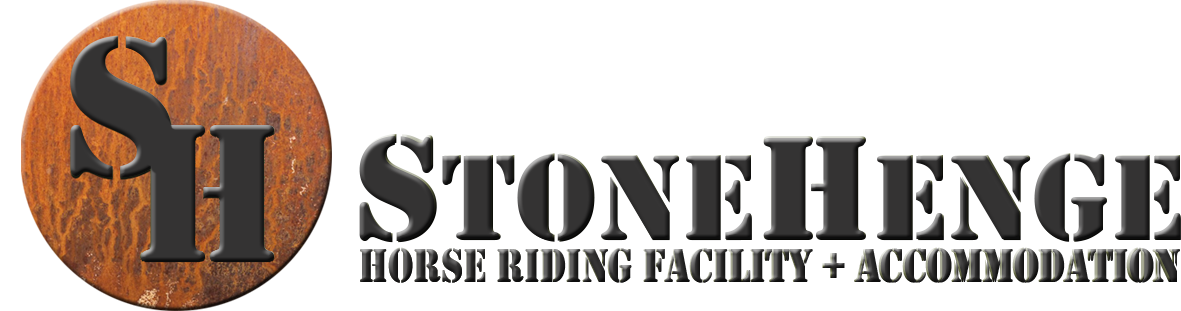 SH
STONEHENGE
HORSE RIDING FACILITY + ACCOMMODATION